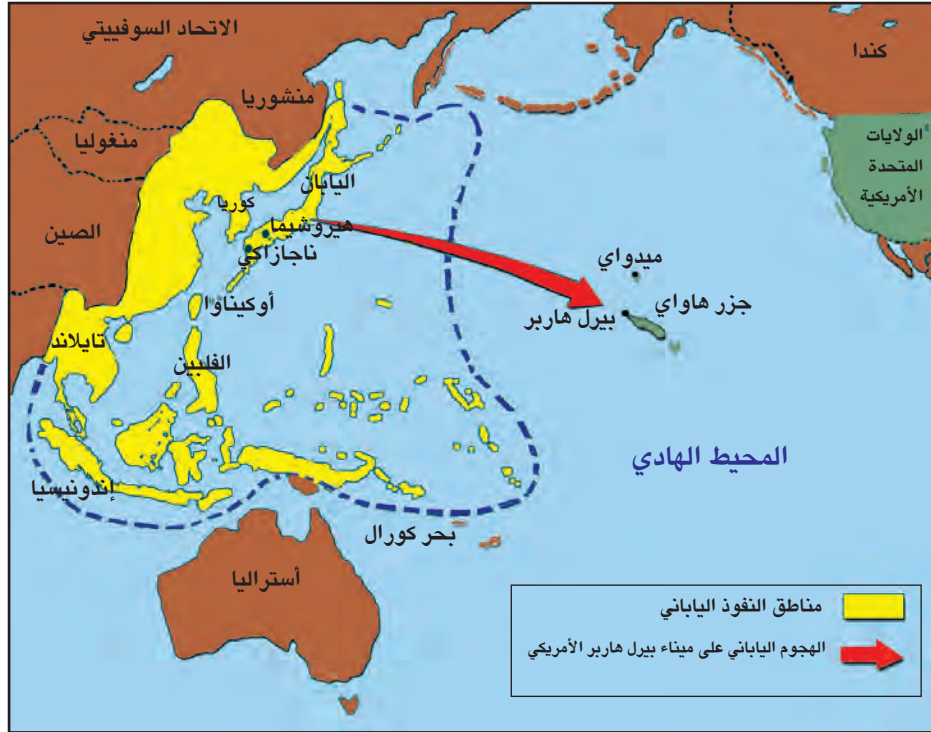 الاتحاد السوفييتي
كندا
منشوريا
منغوليا
الولايات
المتحدة
الأمريكية
اليابان
كوريا
الصين
هيروشيما
ناجازاكي
ميدواي
أوكيناوا
جزر هاواي
بيرل هاربر
تايلاند
الفلبين
المحيط الهادي
إندونيسيا
بحر كورال
أستراليا
مناطق النفوذ الياباني
الهجوم الياباني على ميناء بيرل هاربر الأمريكي